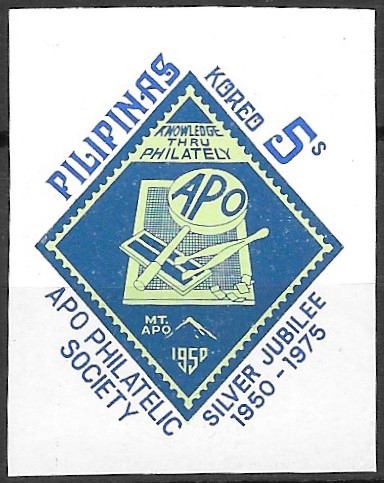 PILIPINAS
KOREO 5s
KNOWLEDGE
THRU
PHILATELY
APO
MT.
APO
1950
APO PHILATELIC
SOCIETY
SILVER JUBILEE
1950-1975